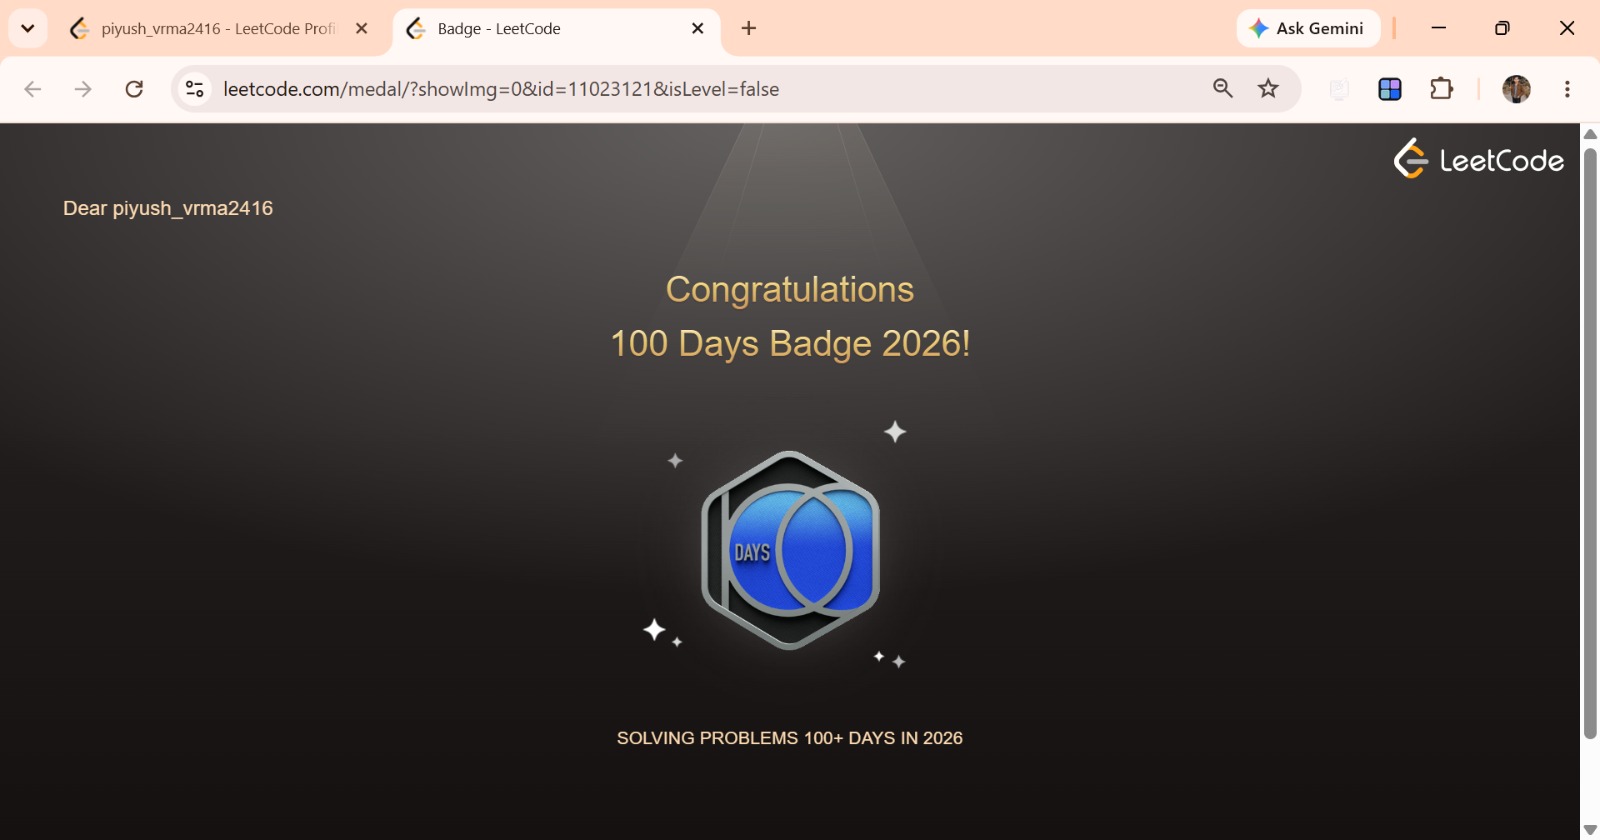 piyush_vrma2416 - LeetCode Profi
Badge - LeetCode
Ask Gemini
leetcode.com/medal/?showImg=0&id=11023121&isLevel=false
LeetCode
Dear piyush_vrma2416
Congratulations
100 Days Badge 2026!
100
DAYS
SOLVING PROBLEMS 100+ DAYS IN 2026